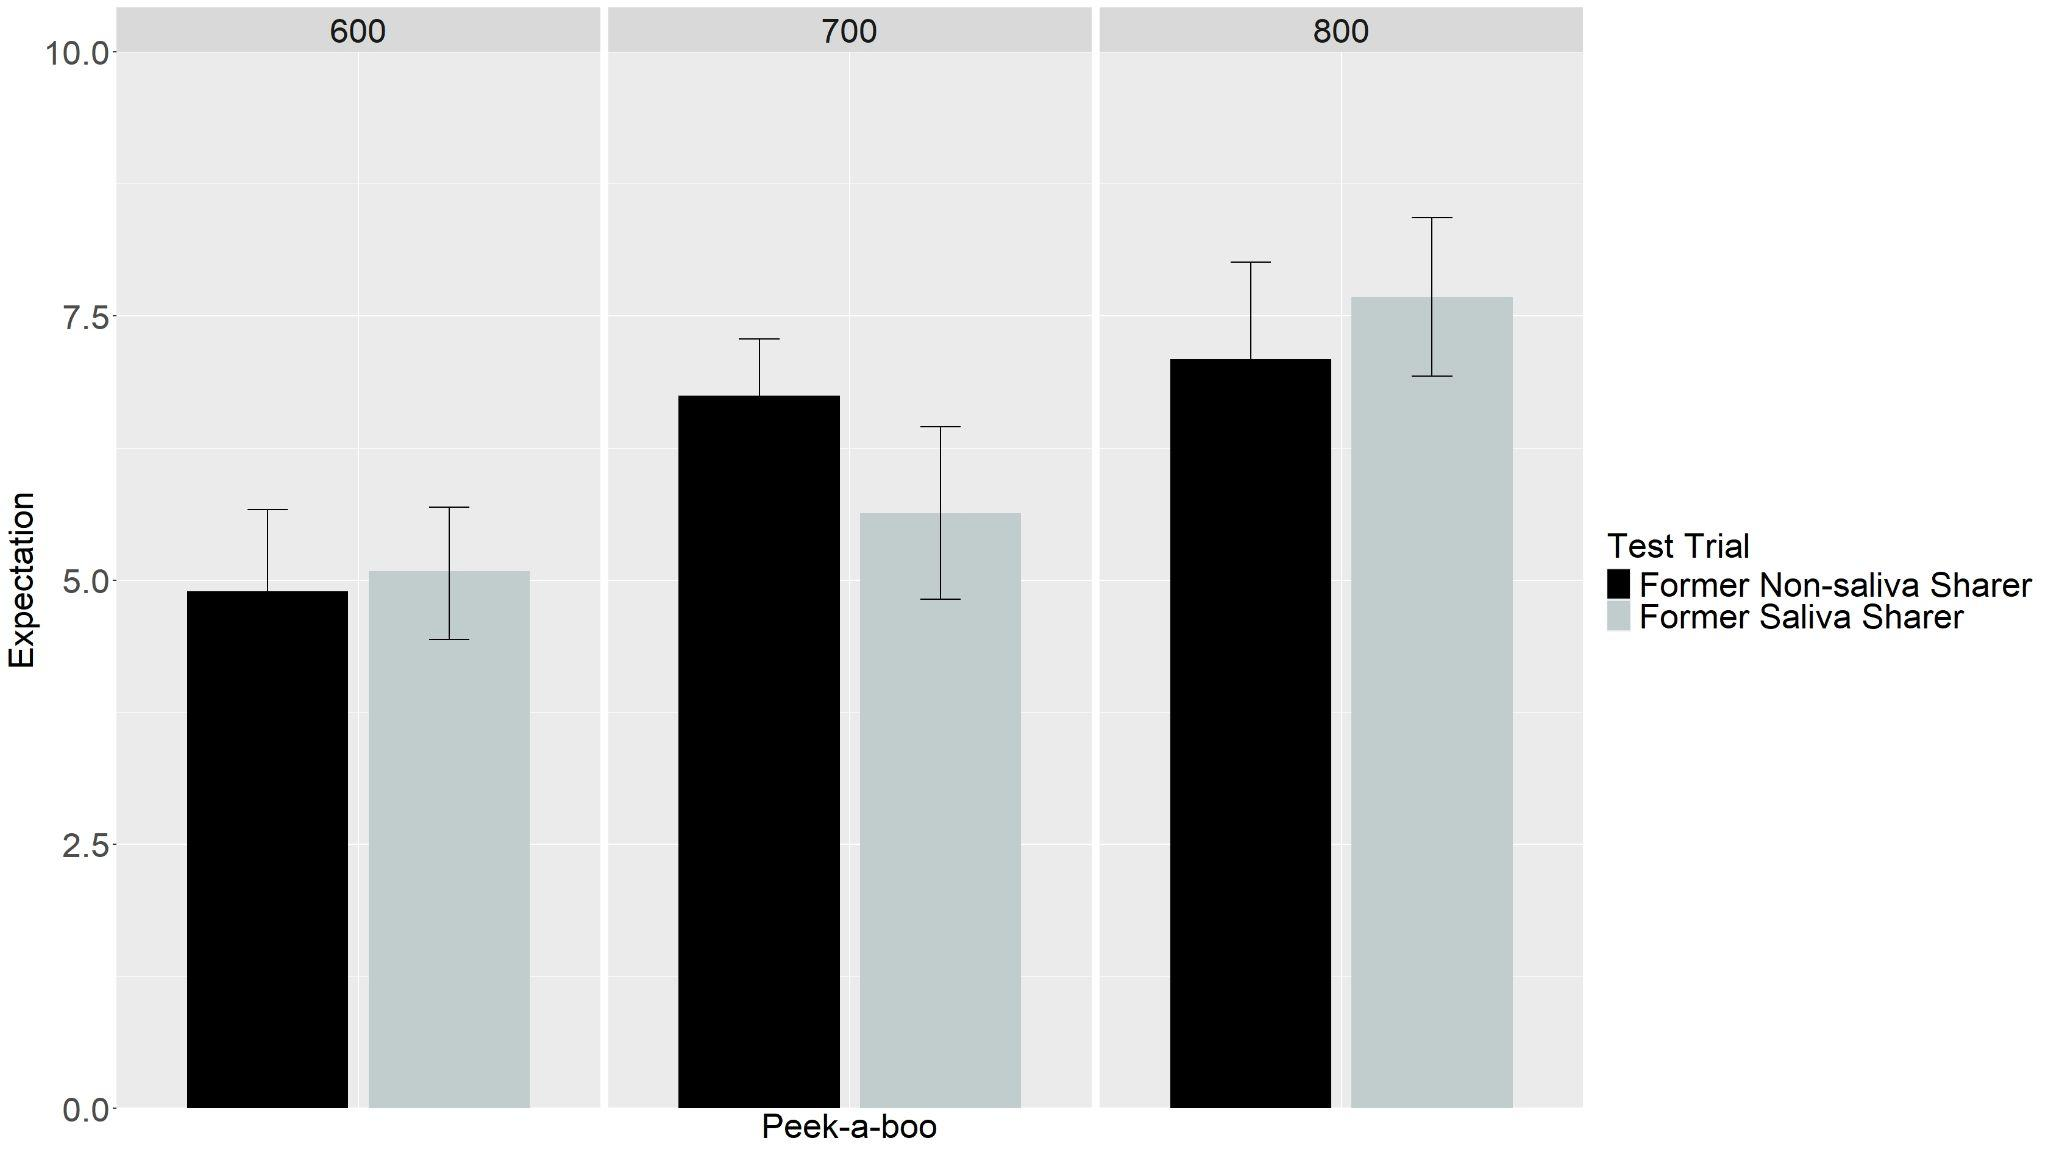 600
700
800
10.0
7.5
5.0
2.5
0.0
Expectation
Peek-a-boo
Test Trial
Former Non-saliva Sharer
Former Saliva Sharer